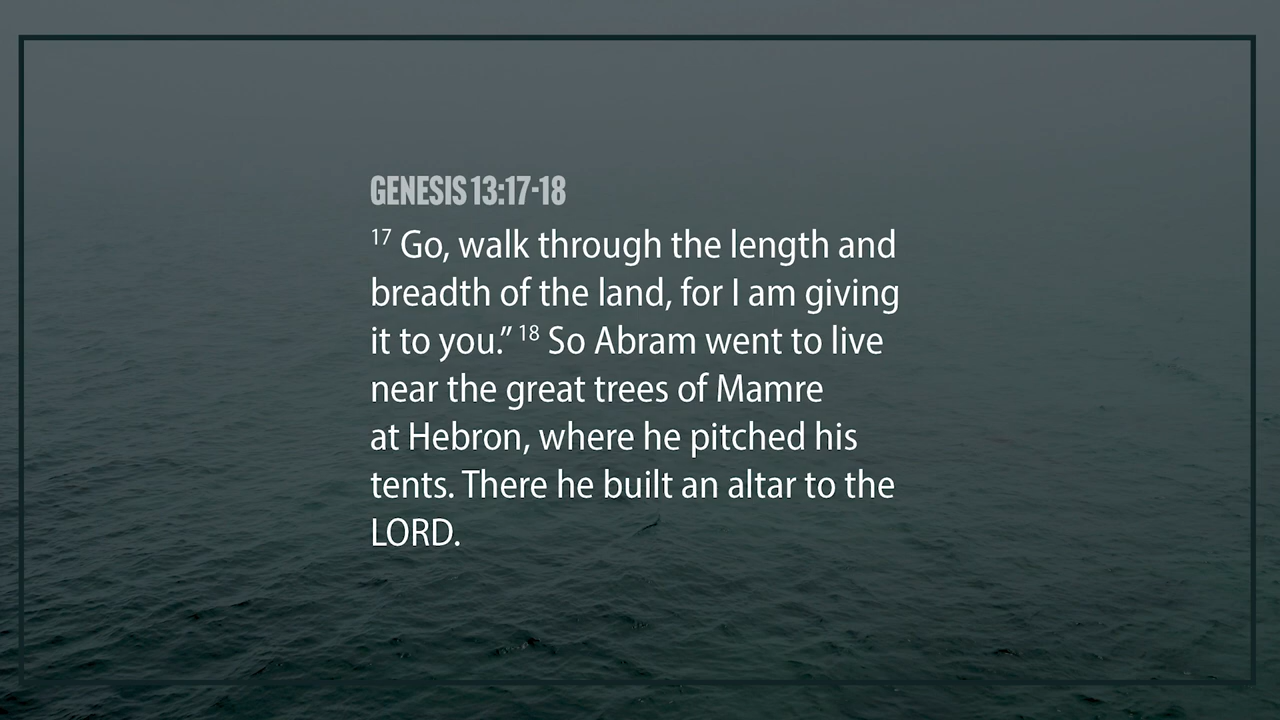 GENESIS 13:17-18
17 Go, walk through the length and
breadth of the land, for I am giving
it to you.” 18 So Abram went to live
near the great trees of Mamre
at Hebron, where he pitched his
tents. There he built an altar to the
LORD.